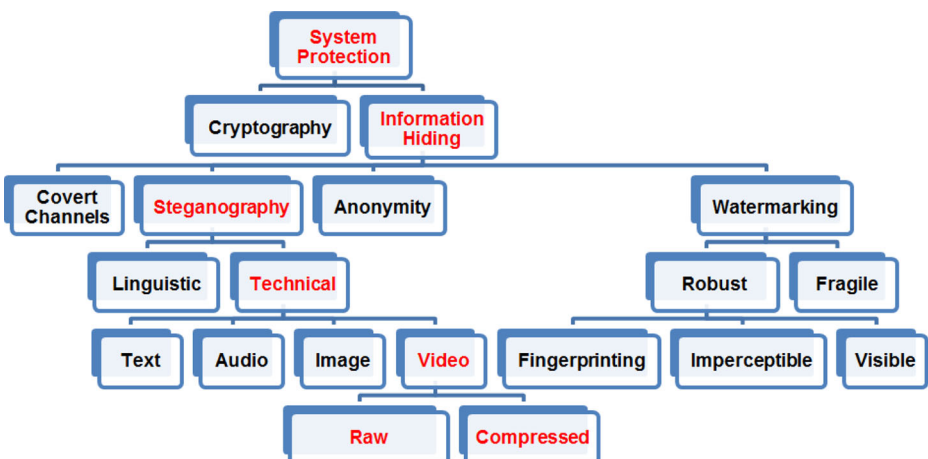 System
Protection
Cryptography
Information
Hiding
Covert
Channels
Steganography
Anonymity
Watermarking
Linguistic
Technical
Robust
Fragile
Text
Audio
Image
Video
Fingerprinting
Imperceptible
Visible
Raw
Compressed